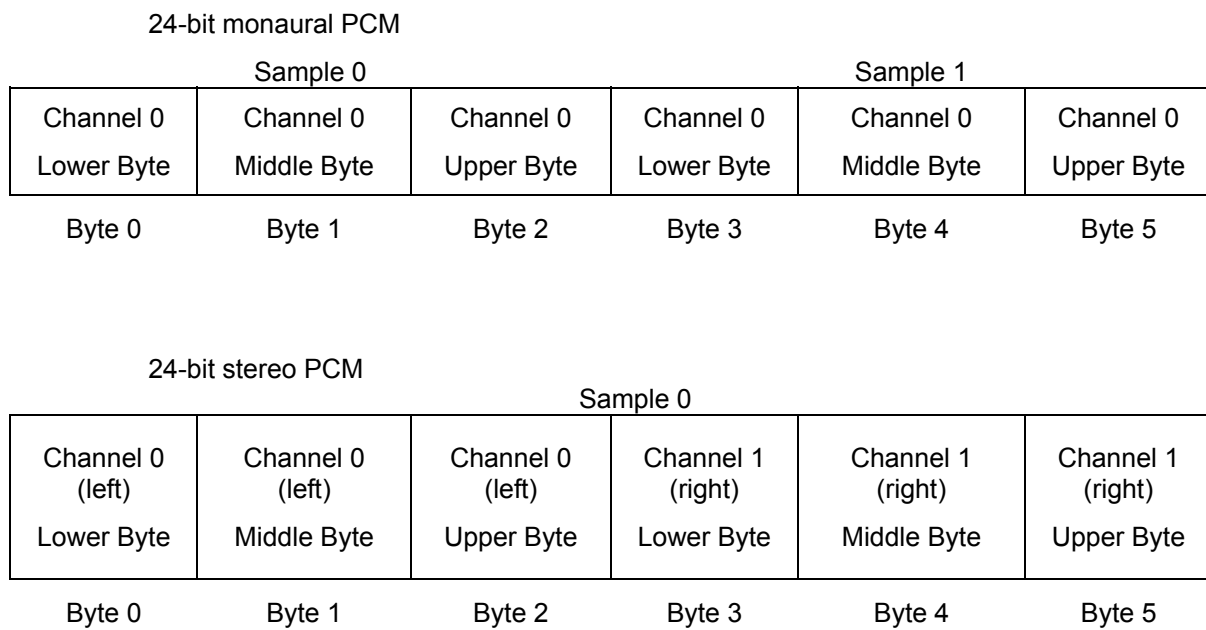 24-bit monaural PCM
Sample 0 Sample 1
Channel 0 Channel 0 Channel 0 Channel 0 Channel 0 Channel 0
Lower Byte Middle Byte Upper Byte Lower Byte Middle Byte Upper Byte
Byte 0 Byte 1 Byte 2 Byte 3 Byte 4 Byte 5
24-bit stereo PCM
Sample 0
Channel 0 Channel 0 Channel 0 Channel 1 Channel 1 Channel 1
(left) (left) (left) (right) (right) (right)
Lower Byte Middle Byte Upper Byte Lower Byte Middle Byte Upper Byte
Byte 0 Byte 1 Byte 2 Byte 3 Byte 4 Byte 5